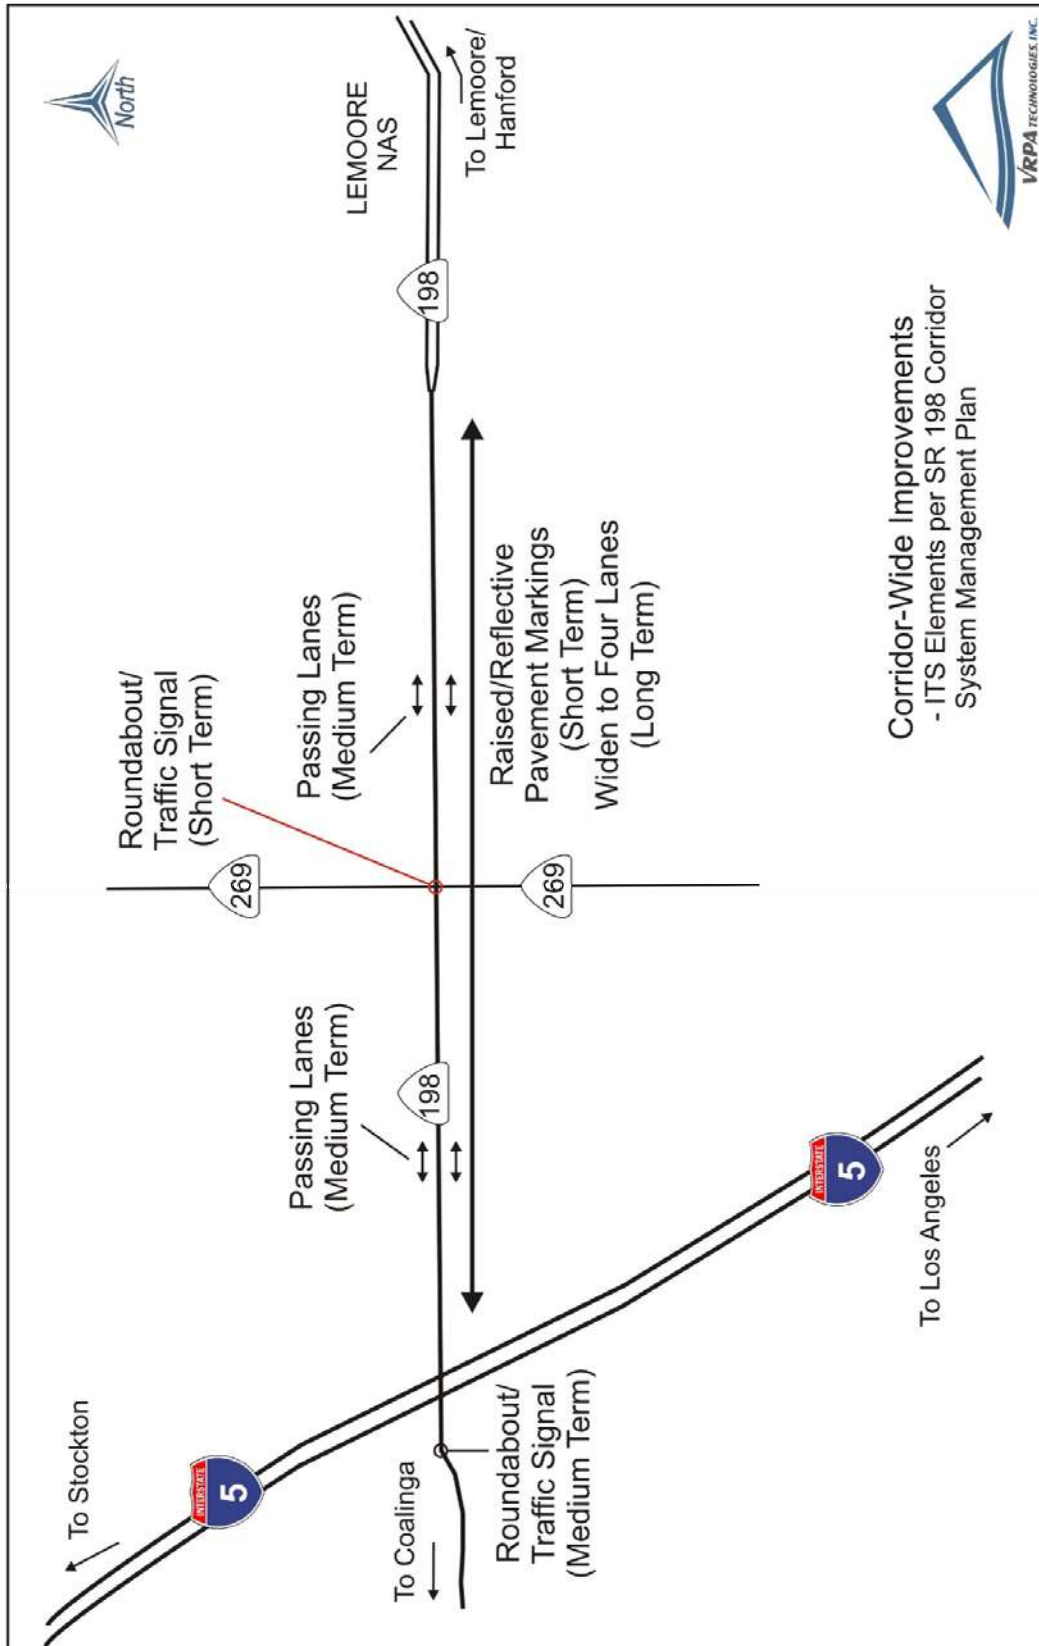 North
To Stockton
INTERSTATE
5
To Coalinga
Roundabout/
Traffic Signal
(Medium Term)
Passing Lanes
(Medium Term)
198
Roundabout/
Traffic Signal
(Short Term)
269
269
Passing Lanes
(Medium Term)
Raised/Reflective
Pavement Markings
(Short Term)
Widen to Four Lanes
(Long Term)
198
LEMOORE
NAS
To Lemoore/
Hanford
INTERSTATE
5
To Los Angeles
Corridor-Wide Improvements
- ITS Elements per SR 198 Corridor
System Management Plan
VRPA TECHNOLOGIES, INC.